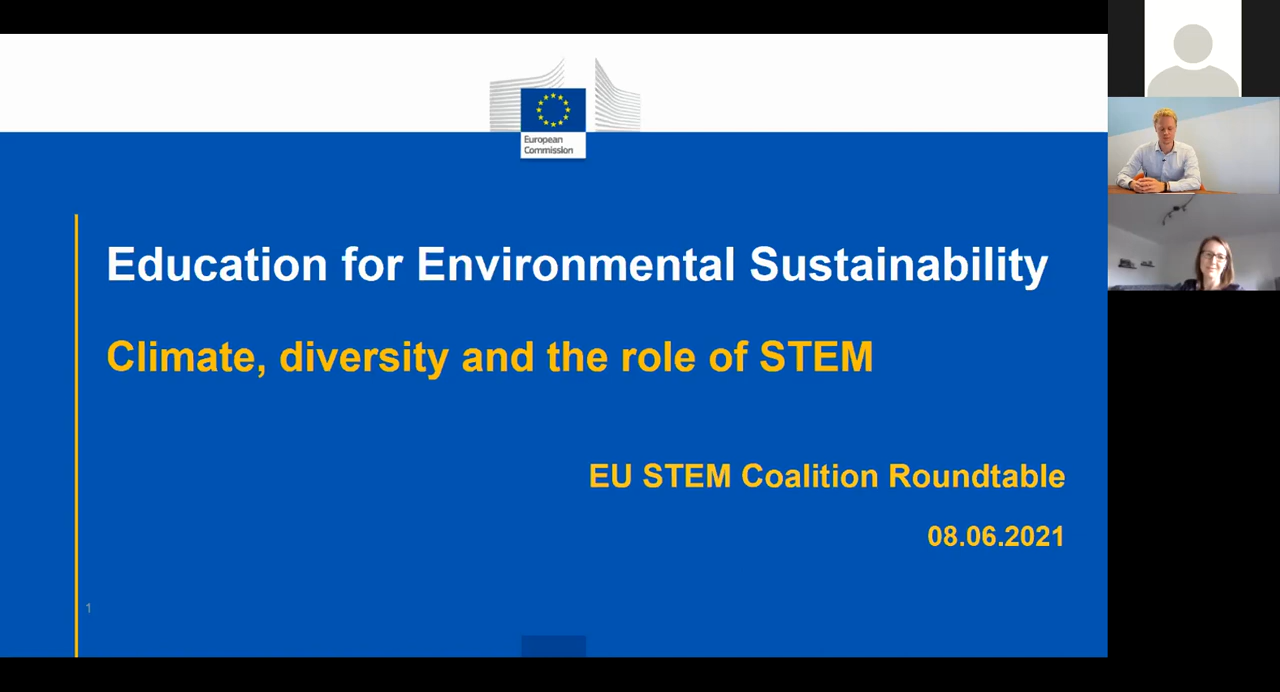 European
Commission
Education for Environmental Sustainability
Climate, diversity and the role of STEM
EU STEM Coalition Roundtable
08.06.2021
1